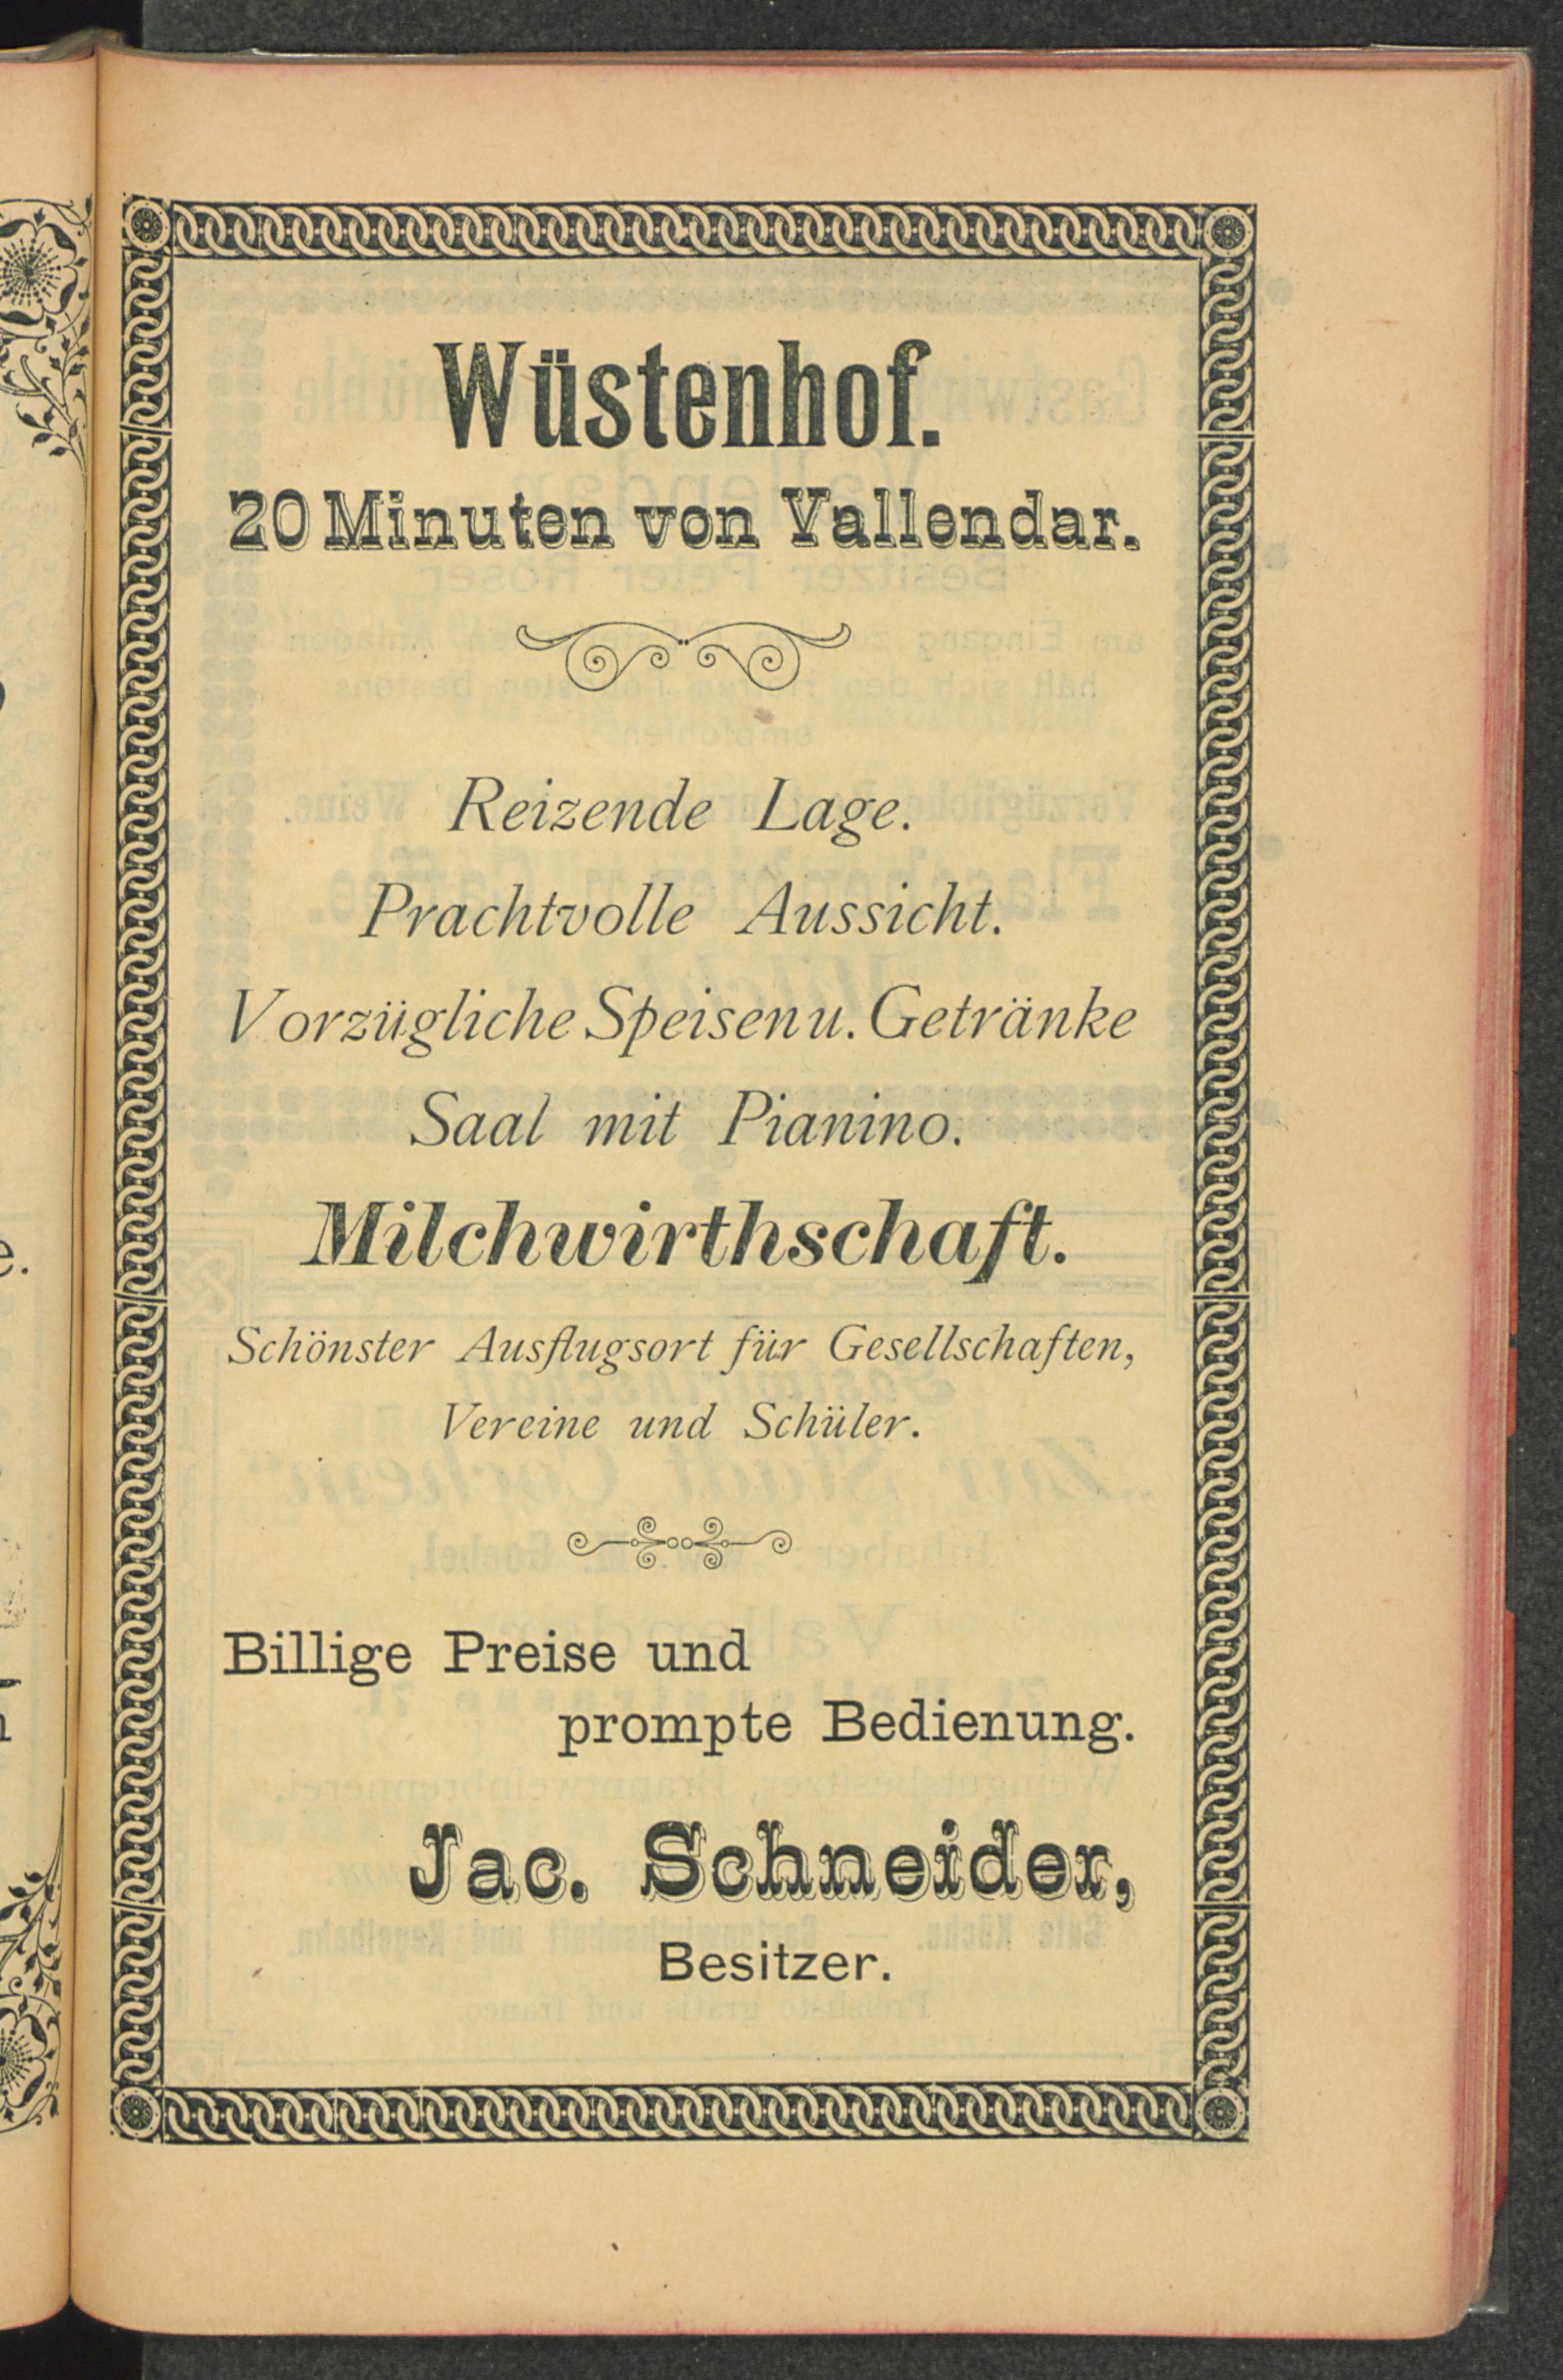 Wüstenhof.
20 Minuten von Vallendar.
Reizende Lage.
Prachtvolle Aussicht.
Vorzügliche Speisen u. Getränke
Saal mit Pianino.
Milchwirthschaft.
Schönster Ausflugsort für Gesellschaften,
Vereine und Schüler.
Billige Preise und
prompte Bedienung.
Jac. Schneider,
Besitzer.